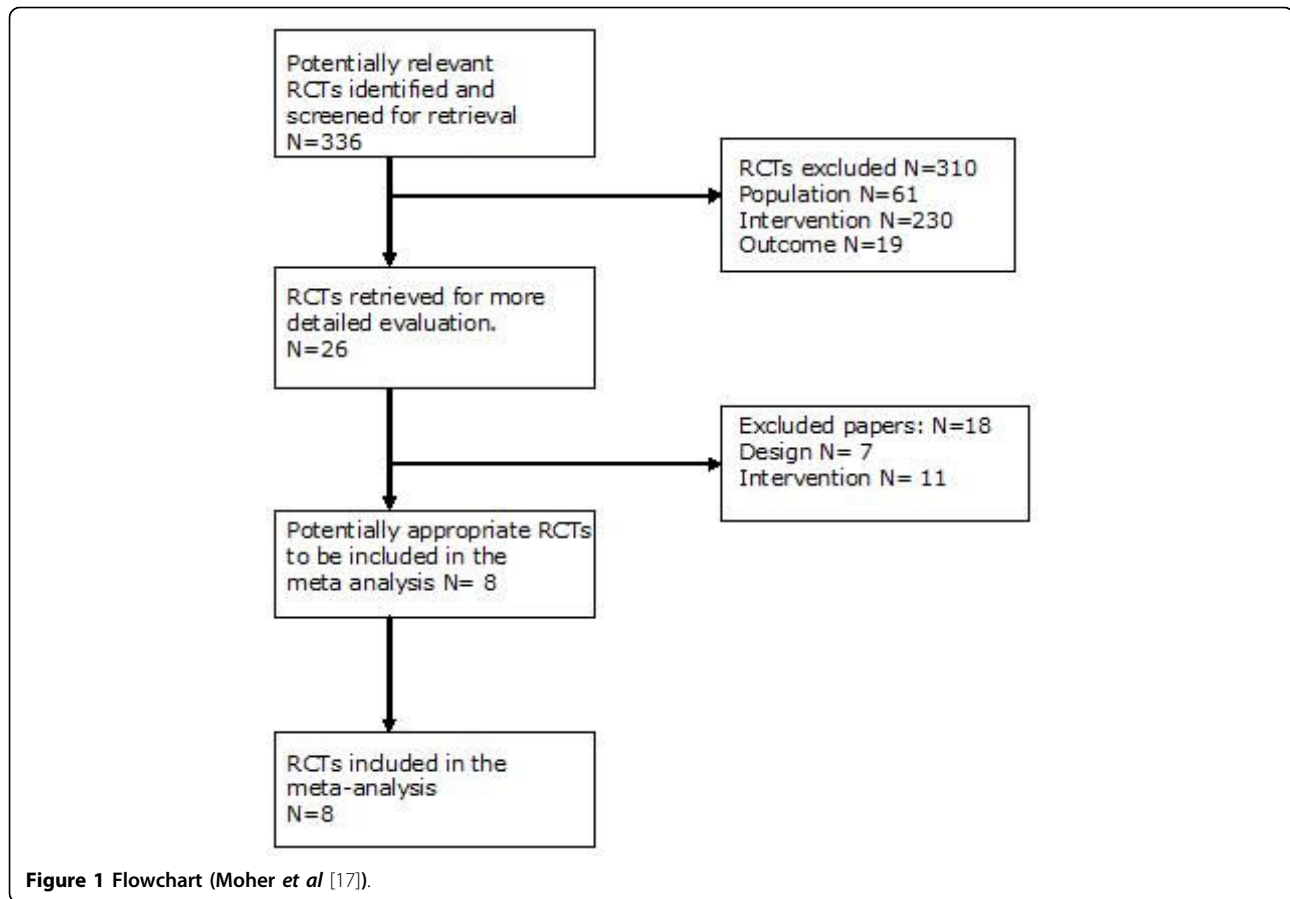 Potentially relevant
RCTs identified and
screened for retrieval
N=336
RCTs excluded N=310
Population N=61
Intervention N=230
Outcome N=19
RCTs retrieved for more
detailed evaluation.
N=26
Excluded papers: N=18
Design N= 7
Intervention N= 11
Potentially appropriate RCTs
to be included in the
meta analysis N= 8
RCTs included in the
meta-analysis
N=8
Figure 1 Flowchart (Moher et al [17]).